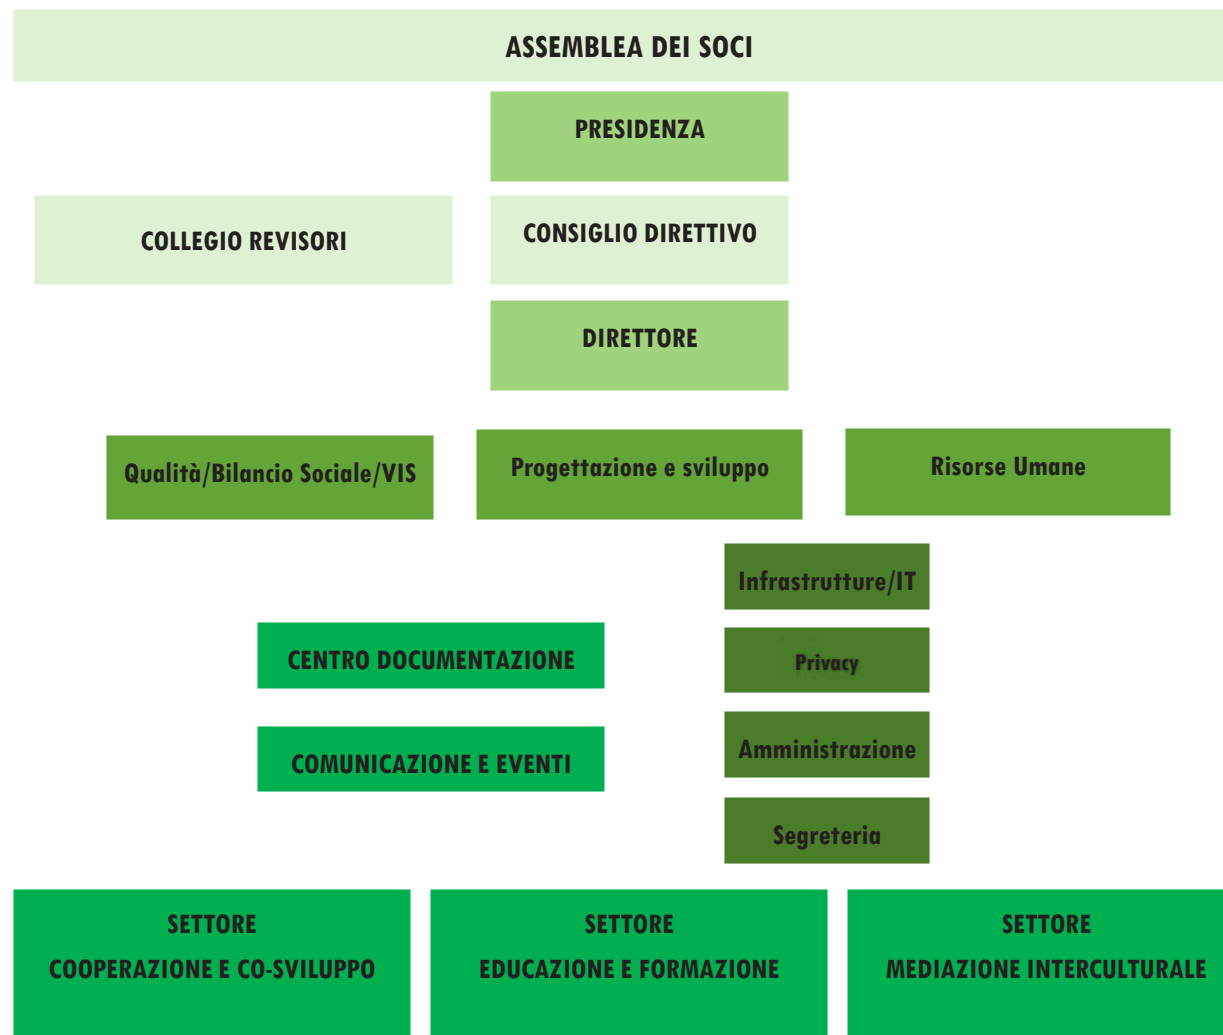 ASSEMBLEA DEI SOCI
PRESIDENZA
COLLEGIO REVISORI
CONSIGLIO DIRETTIVO
DIRETTORE
Qualità/Bilancio Sociale/VIS
Progettazione e sviluppo
Risorse Umane
Infrastrutture/IT
CENTRO DOCUMENTAZIONE
Privacy
COMUNICAZIONE E EVENTI
Amministrazione
Segreteria
SETTORE
COOPERAZIONE E CO-SVILUPPO
SETTORE
EDUCAZIONE E FORMAZIONE
SETTORE
MEDIAZIONE INTERCULTURALE